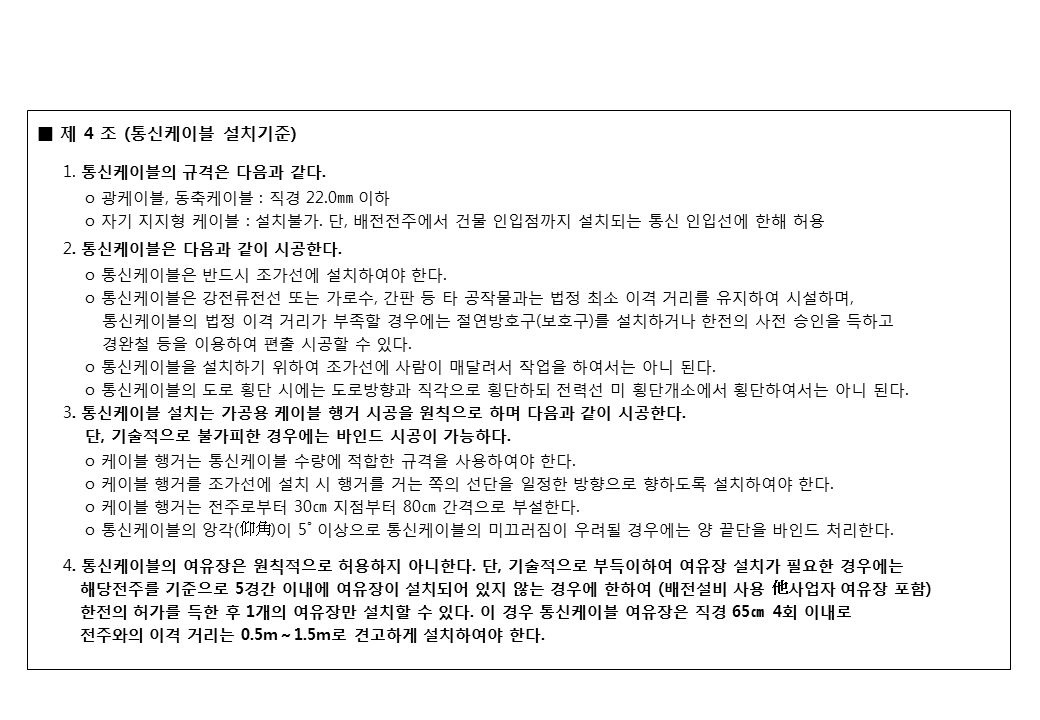 ■ 제 4 조 (통신케이블 설치기준)
1. 통신케이블의 규격은 다음과 같다.
o 광케이블, 동축케이블 : 직경 22.0㎜ 이하
o 자기 지지형 케이블 : 설치불가. 단, 배전전주에서 건물 인입점까지 설치되는 통신 인입선에 한해 허용
2. 통신케이블은 다음과 같이 시공한다.
o 통신케이블은 반드시 조가선에 설치하여야 한다.
o 통신케이블은 강전류전선 또는 가로수, 간판 등 타 공작물과는 법정 최소 이격 거리를 유지하여 시설하며,
통신케이블의 법정 이격 거리가 부족할 경우에는 절연방호구(보호구)를 설치하거나 한전의 사전 승인을 득하고
경완철 등을 이용하여 편출 시공할 수 있다.
o 통신케이블을 설치하기 위하여 조가선에 사람이 매달려서 작업을 하여서는 아니 된다.
o 통신케이블의 도로 횡단 시에는 도로방향과 직각으로 횡단하되 전력선 미 횡단개소에서 횡단하여서는 아니 된다.
3. 통신케이블 설치는 가공용 케이블 행거 시공을 원칙으로 하며 다음과 같이 시공한다.
단, 기술적으로 불가피한 경우에는 바인드 시공이 가능하다.
o 케이블 행거는 통신케이블 수량에 적합한 규격을 사용하여야 한다.
o 케이블 행거를 조가선에 설치 시 행거를 거는 쪽의 선단을 일정한 방향으로 향하도록 설치하여야 한다.
o 케이블 행거는 전주로부터 30㎝ 지점부터 80㎝ 간격으로 부설한다.
o 통신케이블의 앙각(仰角)이 5˚ 이상으로 통신케이블의 미끄러짐이 우려될 경우에는 양 끝단을 바인드 처리한다.
4. 통신케이블의 여유장은 원칙적으로 허용하지 아니한다. 단, 기술적으로 부득이하여 여유장 설치가 필요한 경우에는
해당전주를 기준으로 5경간 이내에 여유장이 설치되어 있지 않는 경우에 한하여 (배전설비 사용 他사업자 여유장 포함)
한전의 허가를 득한 후 1개의 여유장만 설치할 수 있다. 이 경우 통신케이블 여유장은 직경 65㎝ 4회 이내로
전주와의 이격 거리는 0.5m ~ 1.5m로 견고하게 설치하여야 한다.